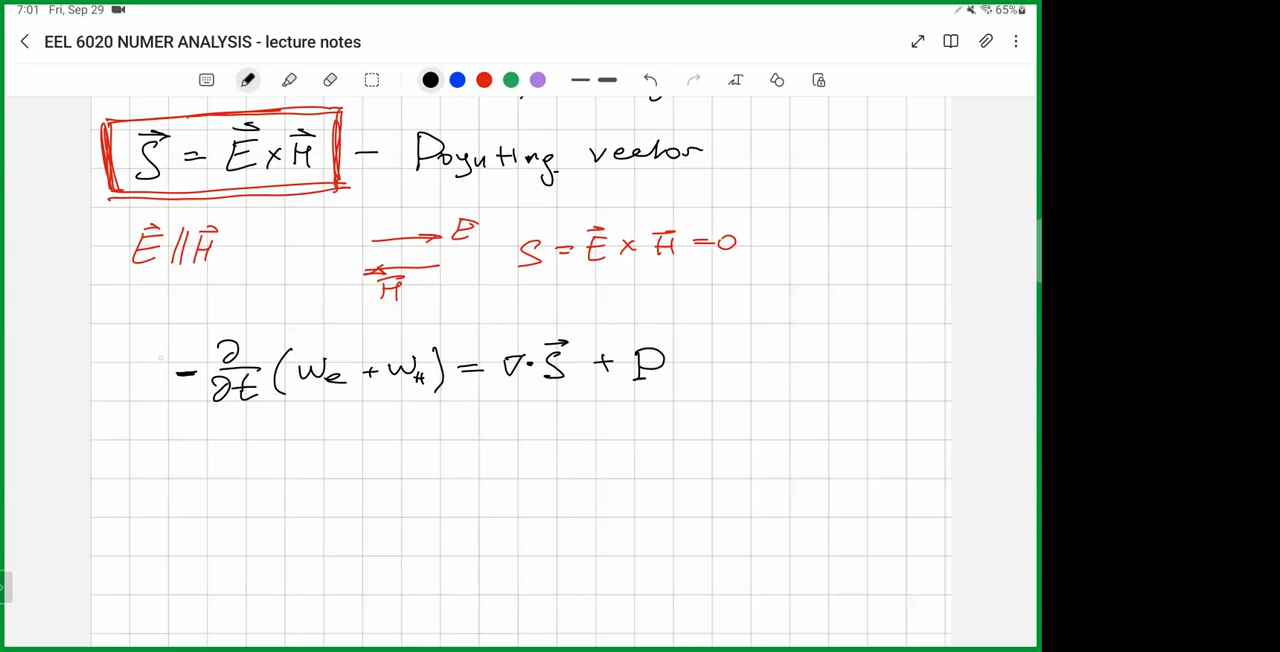 7:01 Fri, Sep 29 65%
EEL 6020 NUMER ANALYSIS - lecture notes
S⃗ = E⃗ × H⃗ — Poynting vector
E⃗ // H⃗ E S = E⃗ × H⃗ = 0
H⃗
- ∂/∂t (We + WH) = ∇ · S⃗ + P